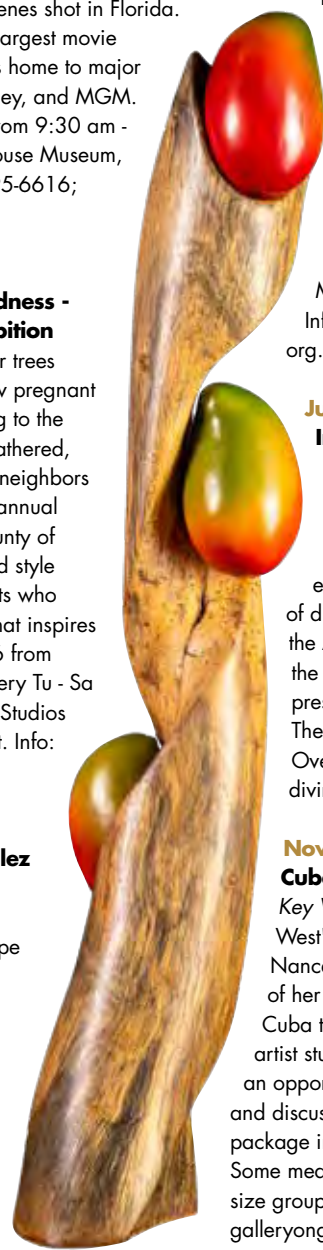 enes shot in Florida.
argest movie
s home to major
ey, and MGM.
om 9:30 am -
ouse Museum,
5-6616;
dness -
bition
r trees
w pregnant
g to the
athered,
neighbors
annual
unty of
d style
ts who
hat inspires
o from
ery Tu - Sa
Studios
t. Info:
lez
pe
M
Inf
org.
Ju
I
e
of d
the
the
pres
The
Ove
divi
Nov
Cub
Key W
West'
Nance
of her
Cuba t
artist stu
an oppor
and discus
package i
Some mea
size group
galleryong